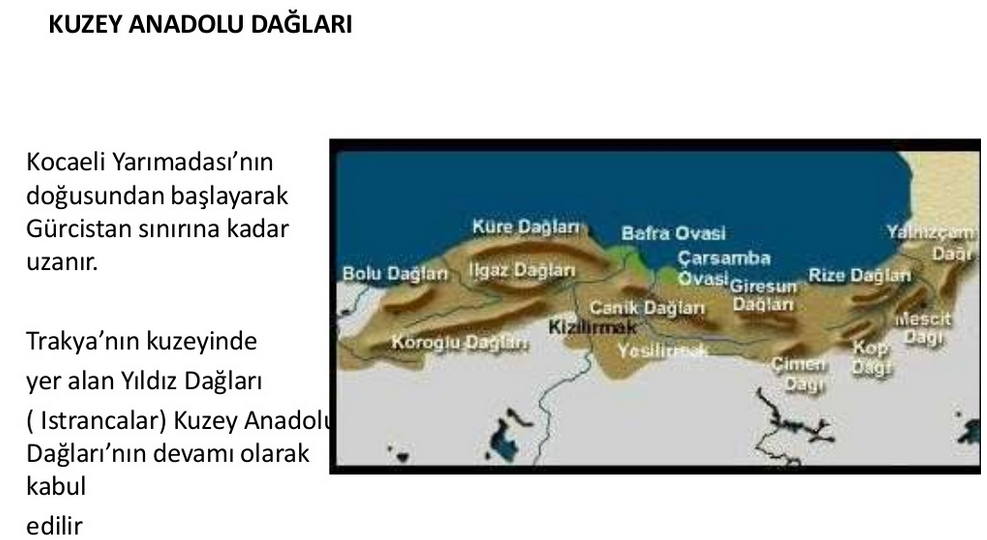 KUZEY ANADOLU DAĞLARI
Kocaeli Yarımadası’nın
doğusundan başlayarak
Gürcistan sınırına kadar
uzanır.
Trakya’nın kuzeyinde
yer alan Yıldız Dağları
( Istrancalar) Kuzey Anadolu
Dağları’nın devamı olarak
kabul
edilir
Küre Dağları
Bafra Ovasi
Yalnızçam
Dağı
Çarsamba
Ovasi
Bolu Dağları
Ilgaz Dağları
Giresun
Dağları
Rize Dağları
Canik Dağları
Mescit
Dağı
Kizilirmak
Köroglu Dağları
Yesilirmak
Kop
Dağı
Çimen
Dagı